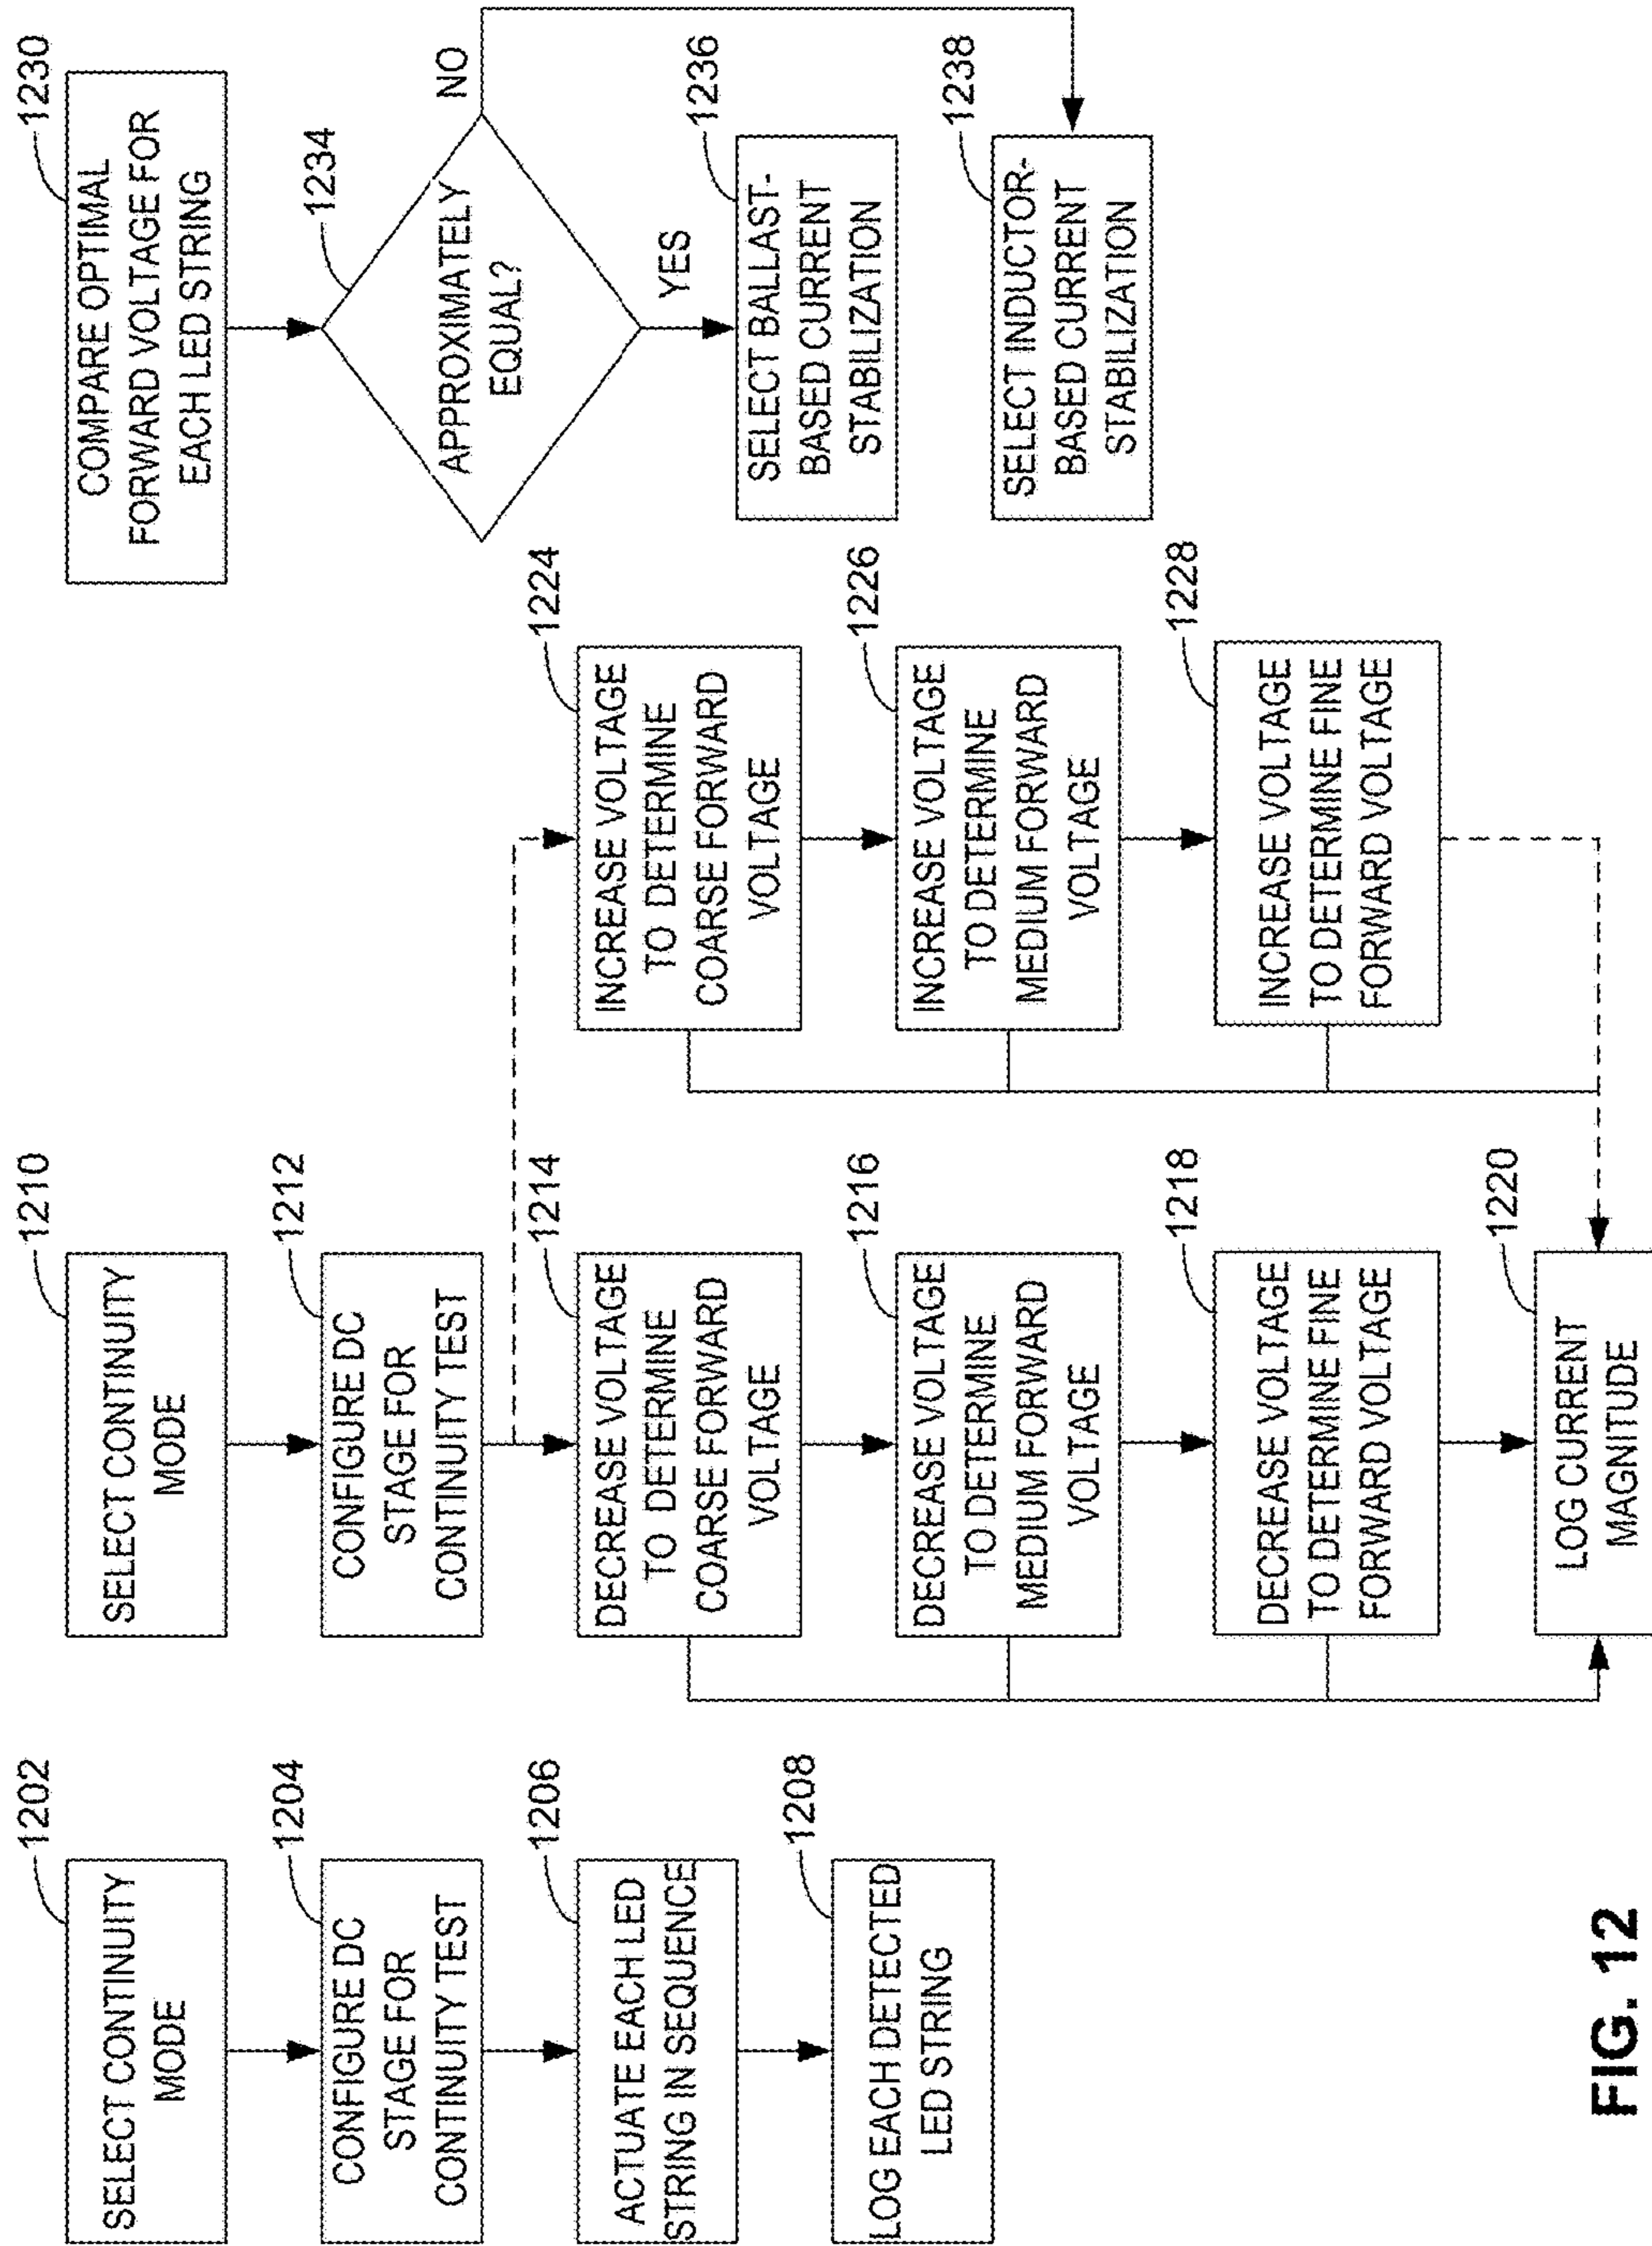 1202
SELECT CONTINUITY
MODE
1204
CONFIGURE DC
STAGE FOR
CONTINUITY TEST
1206
ACTUATE EACH LED
STRING IN SEQUENCE
1208
LOG EACH DETECTED
LED STRING
1210
SELECT CONTINUITY
MODE
1212
CONFIGURE DC
STAGE FOR
CONTINUITY TEST
1214
DECREASE VOLTAGE
TO DETERMINE
COARSE FORWARD
VOLTAGE
1216
DECREASE VOLTAGE
TO DETERMINE
MEDIUM FORWARD
VOLTAGE
1218
DECREASE VOLTAGE
TO DETERMINE FINE
FORWARD VOLTAGE
1220
LOG CURRENT
MAGNITUDE
1224
INCREASE VOLTAGE
TO DETERMINE
COARSE FORWARD
VOLTAGE
1226
INCREASE VOLTAGE
TO DETERMINE
MEDIUM FORWARD
VOLTAGE
1228
INCREASE VOLTAGE
TO DETERMINE FINE
FORWARD VOLTAGE
1230
COMPARE OPTIMAL
FORWARD VOLTAGE FOR
EACH LED STRING
1234
APPROXIMATELY
EQUAL?
NO
YES
1236
SELECT BALLAST-
BASED CURRENT
STABILIZATION
1238
SELECT INDUCTOR-
BASED CURRENT
STABILIZATION
FIG. 12